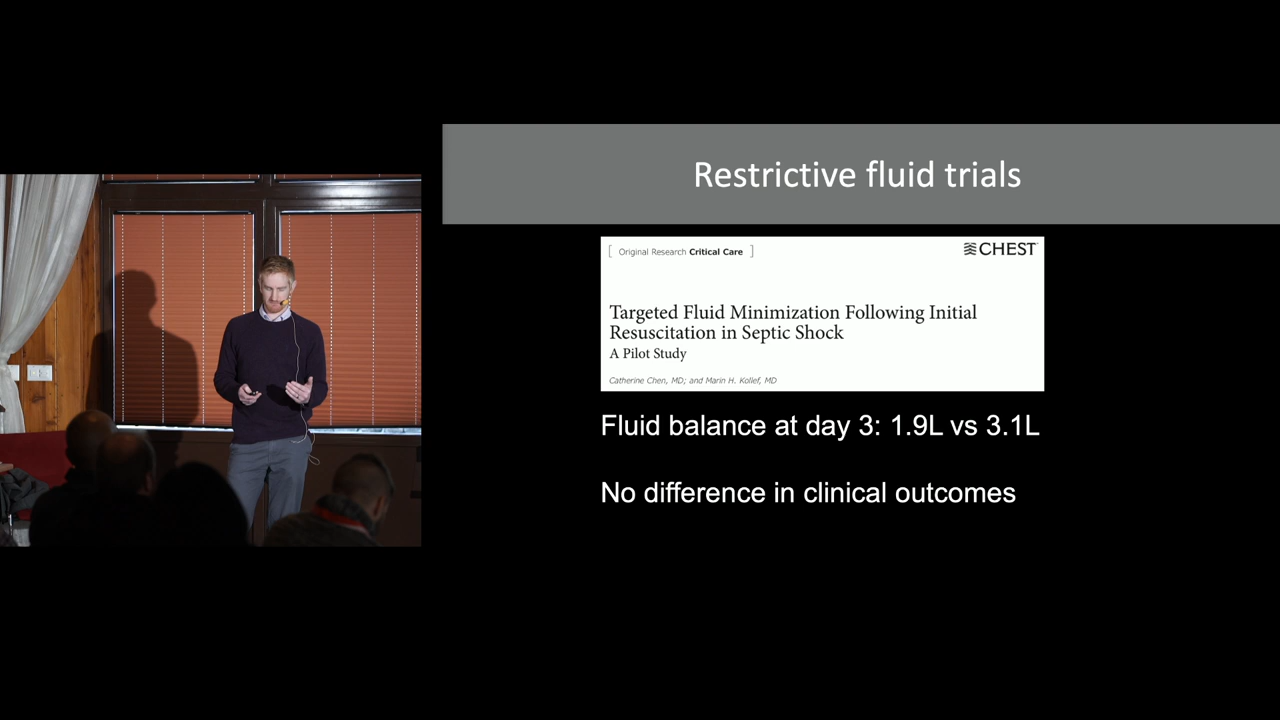 Restrictive fluid trials
[ Original Research Critical Care ]
CHEST
Targeted Fluid Minimization Following Initial
Resuscitation in Septic Shock
A Pilot Study
Catherine Chen, MD; and Marin H. Kollef, MD
Fluid balance at day 3: 1.9L vs 3.1L
No difference in clinical outcomes